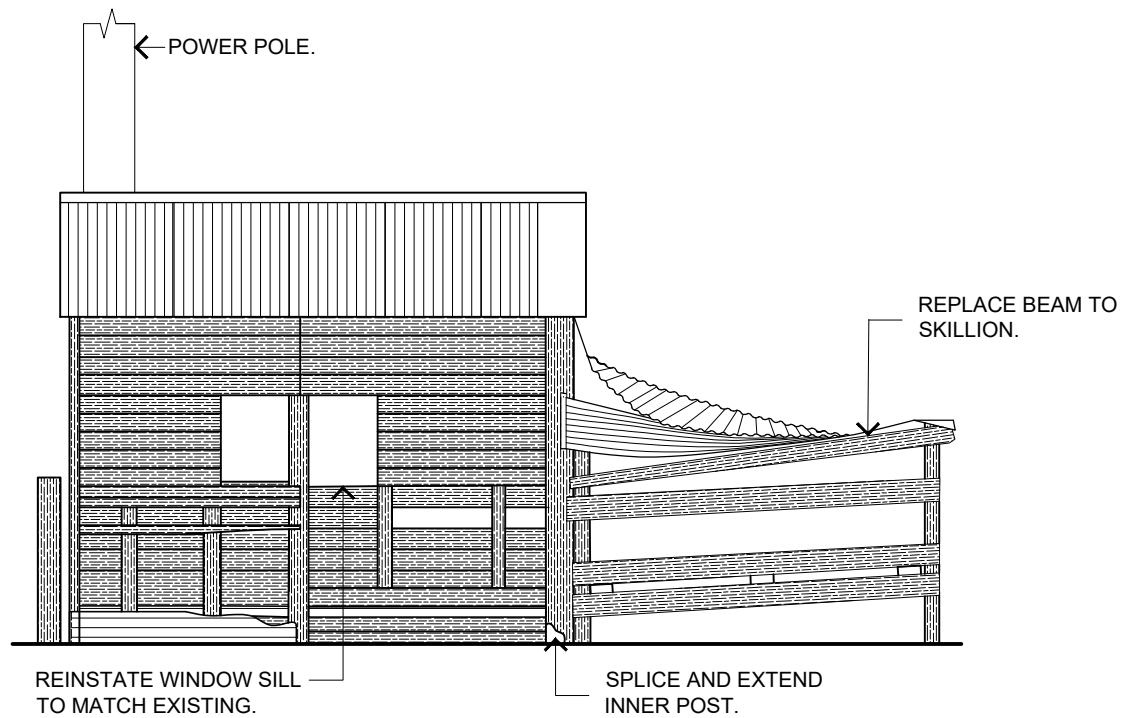 POWER POLE.
REPLACE BEAM TO
SKILLION.
REINSTATE WINDOW SILL
TO MATCH EXISTING.
SPLICE AND EXTEND
INNER POST.